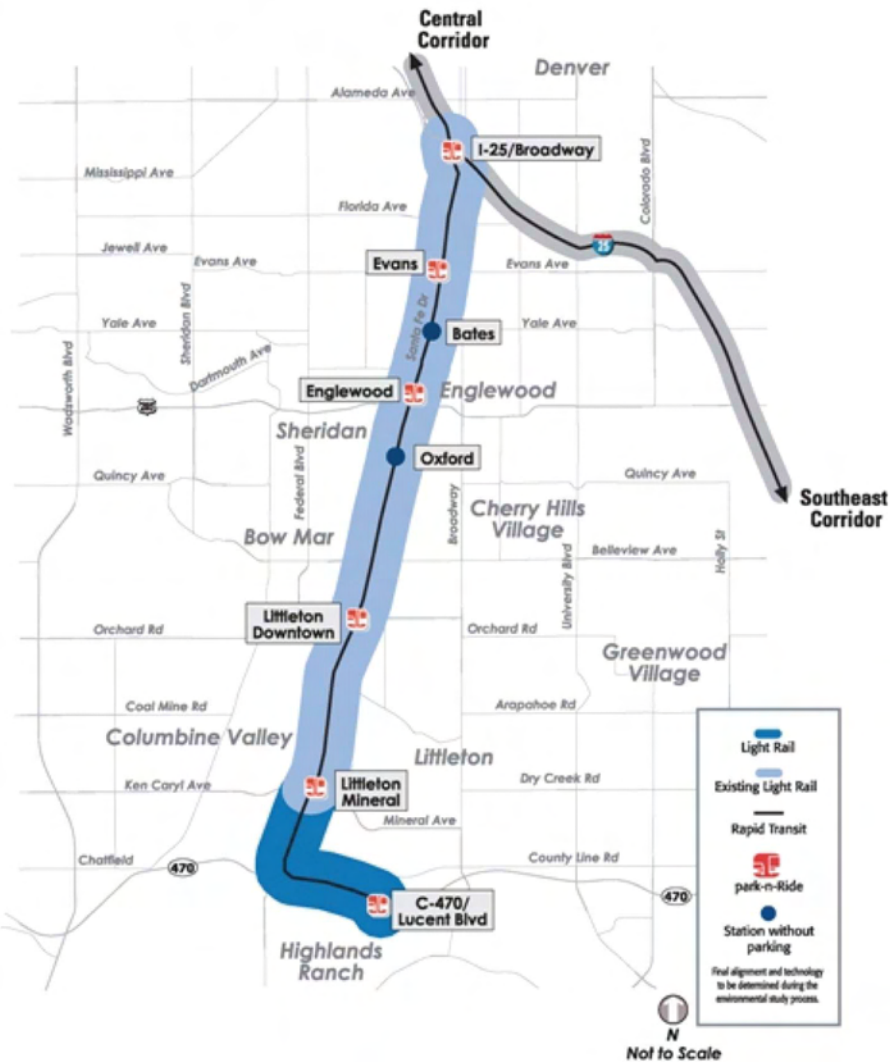 Central
Corridor
Denver
Alameda Ave
I-25/Broadway
Colorado Blvd
Mississippi Ave
Florida Ave
Jewell Ave
Evans Ave
Evans
Evans Ave
25
Santa Fe Dr
Yale Ave
Sheridan Blvd
Bates
Yale Ave
Wadsworth Blvd
Dartmouth Ave
Englewood
Englewood
285
Sheridan
Oxford
Quincy Ave
Federal Blvd
Quincy Ave
Southeast
Corridor
Broadway
Cherry Hills
Village
Bow Mar
Belleview Ave
Holly St
University Blvd
Littleton
Downtown
Orchard Rd
Orchard Rd
Greenwood
Village
Coal Mine Rd
Arapahoe Rd
Columbine Valley
Littleton
Ken Caryl Ave
Littleton
Mineral
Dry Creek Rd
Mineral Ave
Chatfield
470
County Line Rd
470
C-470/
Lucent Blvd
Highlands
Ranch
Light Rail
Existing Light Rail
Rapid Transit
park-n-Ride
Station without
parking
Final alignment and technology
to be determined during the
environmental study process.
N
Not to Scale